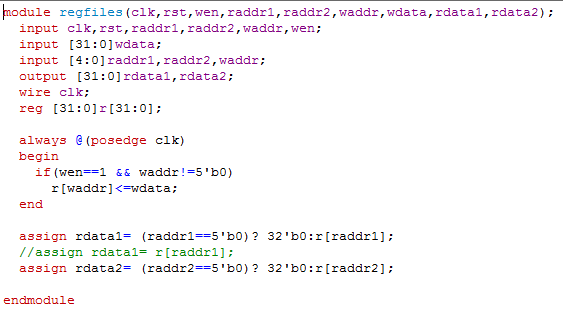 module regfiles(clk,rst,wen,raddr1,raddr2,waddr,wdata,rdata1,rdata2);
  input clk,rst,raddr1,raddr2,waddr,wen;
  input [31:0]wdata;
  input [4:0]raddr1,raddr2,waddr;
  output [31:0]rdata1,rdata2;
  wire clk;
  reg [31:0]r[31:0];

  always @(posedge clk)
  begin
    if(wen==1 && waddr!=5'b0)
      r[waddr]<=wdata;
  end

  assign rdata1= (raddr1==5'b0)? 32'b0:r[raddr1];
  //assign rdata1= r[raddr1];
  assign rdata2= (raddr2==5'b0)? 32'b0:r[raddr2];

endmodule